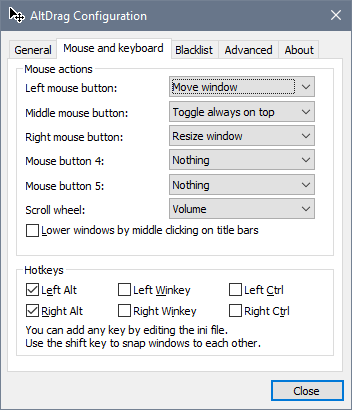 AltDrag Configuration
General Mouse and keyboard Blacklist Advanced About
Mouse actions
Left mouse button: Move window
Middle mouse button: Toggle always on top
Right mouse button: Resize window
Mouse button 4: Nothing
Mouse button 5: Nothing
Scroll wheel: Volume
Lower windows by middle clicking on title bars
Hotkeys
Left Alt Left Winkey Left Ctrl
Right Alt Right Winkey Right Ctrl
You can add any key by editing the ini file.
Use the shift key to snap windows to each other.
Close